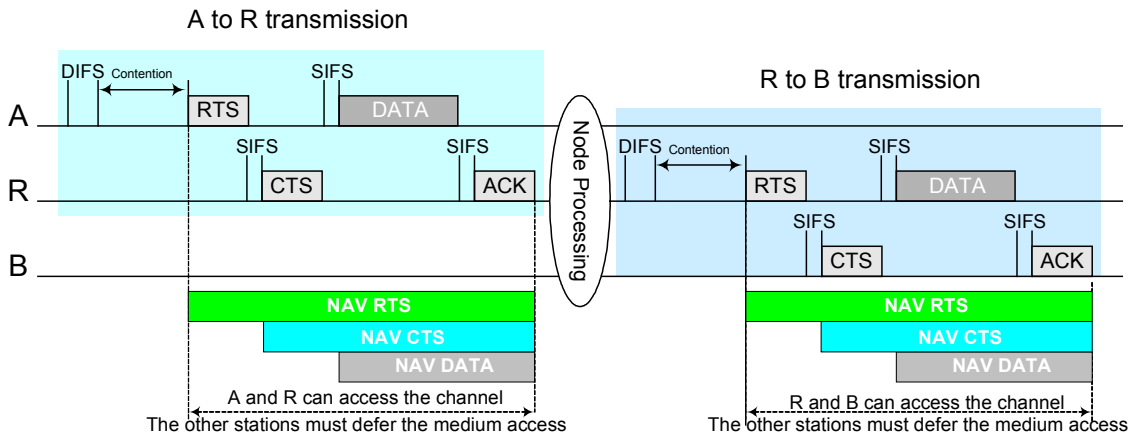 A to R transmission
DIFS
Contention
SIFS
A
RTS
DATA
SIFS
SIFS
R
CTS
ACK
B
Node Processing
R to B transmission
DIFS
Contention
SIFS
RTS
DATA
SIFS
SIFS
CTS
ACK
NAV RTS
NAV CTS
NAV DATA
A and R can access the channel
The other stations must defer the medium access
NAV RTS
NAV CTS
NAV DATA
R and B can access the channel
The other stations must defer the medium access